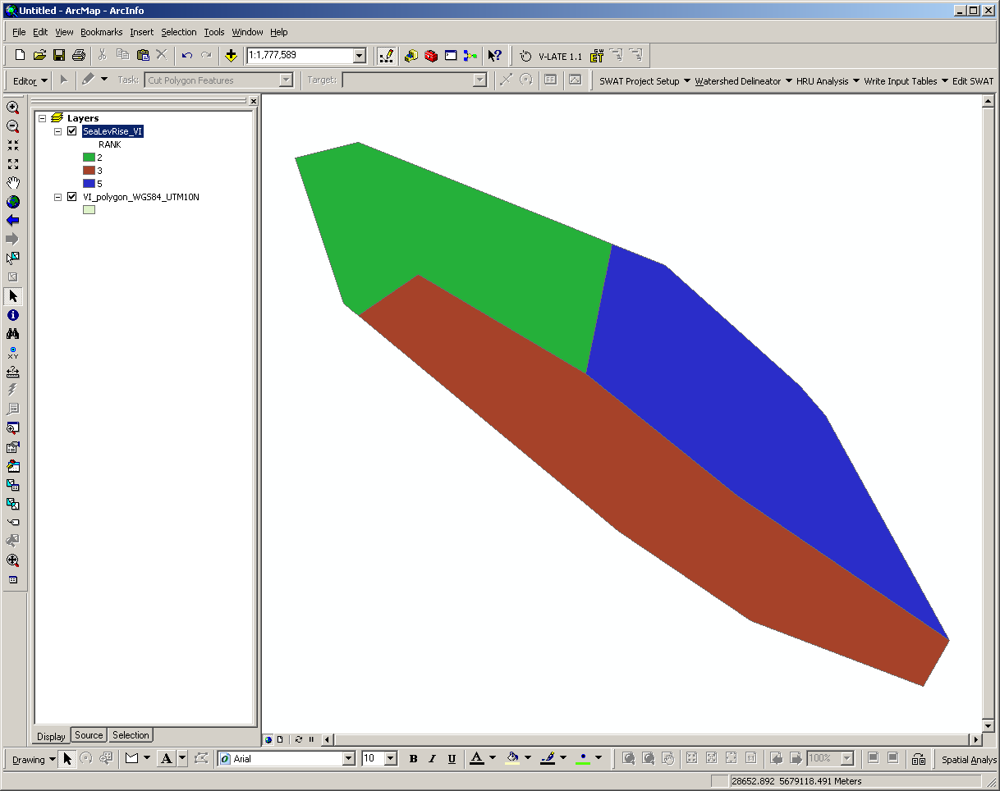 Untitled - ArcMap - ArcInfo
File Edit View Bookmarks Insert Selection Tools Window Help
1:1,777,589 V-LATE 1.1
Editor Task: Cut Polygon Features Target: SWAT Project Setup Watershed Delineator HRU Analysis Write Input Tables Edit SWAT
Layers
SeaLevRise_VI
RANK
2
3
5
VI_polygon_WGS84_UTM10N
XY
Display Source Selection
Drawing A Arial 10 B I U A 100% Spatial Analys
28652.892 5679118.491 Meters